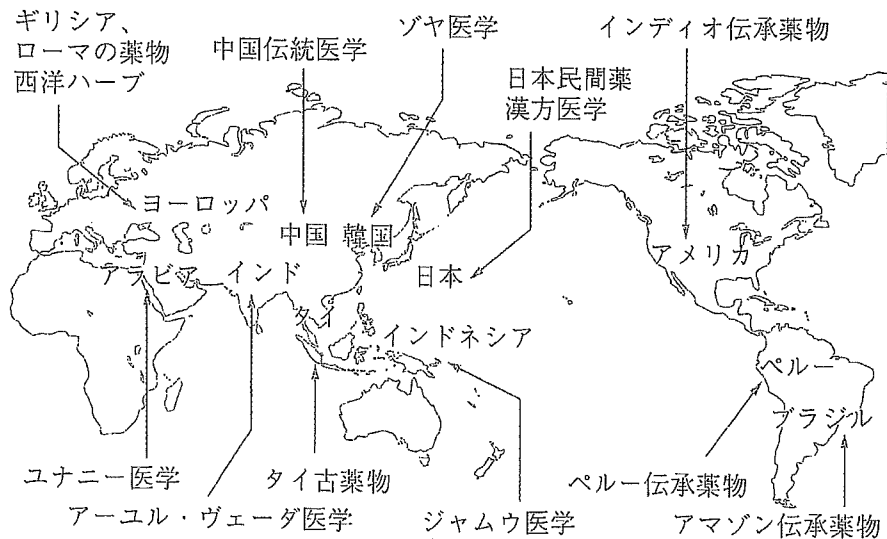 ギリシア、
ローマの薬物
西洋ハーブ
中国伝統医学
ゾヤ医学
日本民間薬
漢方医学
インディオ伝承薬物
ヨーロッパ
中国
韓国
アメリカ
アラビア
インド
日本
タイ
インドネシア
ペルー
ブラジル
ユナニー医学
タイ古薬物
ペルー伝承薬物
アーユル・ヴェーダ医学
ジャムウ医学
アマゾン伝承薬物